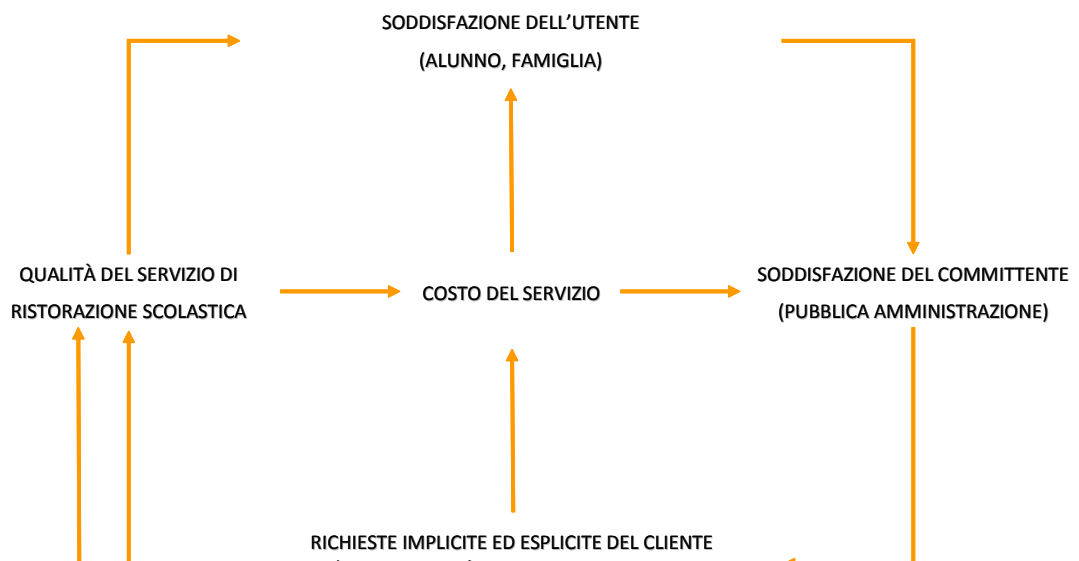 SODDISFAZIONE DELL’UTENTE
(ALUNNO, FAMIGLIA)
QUALITÀ DEL SERVIZIO DI
RISTORAZIONE SCOLASTICA
COSTO DEL SERVIZIO
SODDISFAZIONE DEL COMMITTENTE
(PUBBLICA AMMINISTRAZIONE)
RICHIESTE IMPLICITE ED ESPLICITE DEL CLIENTE